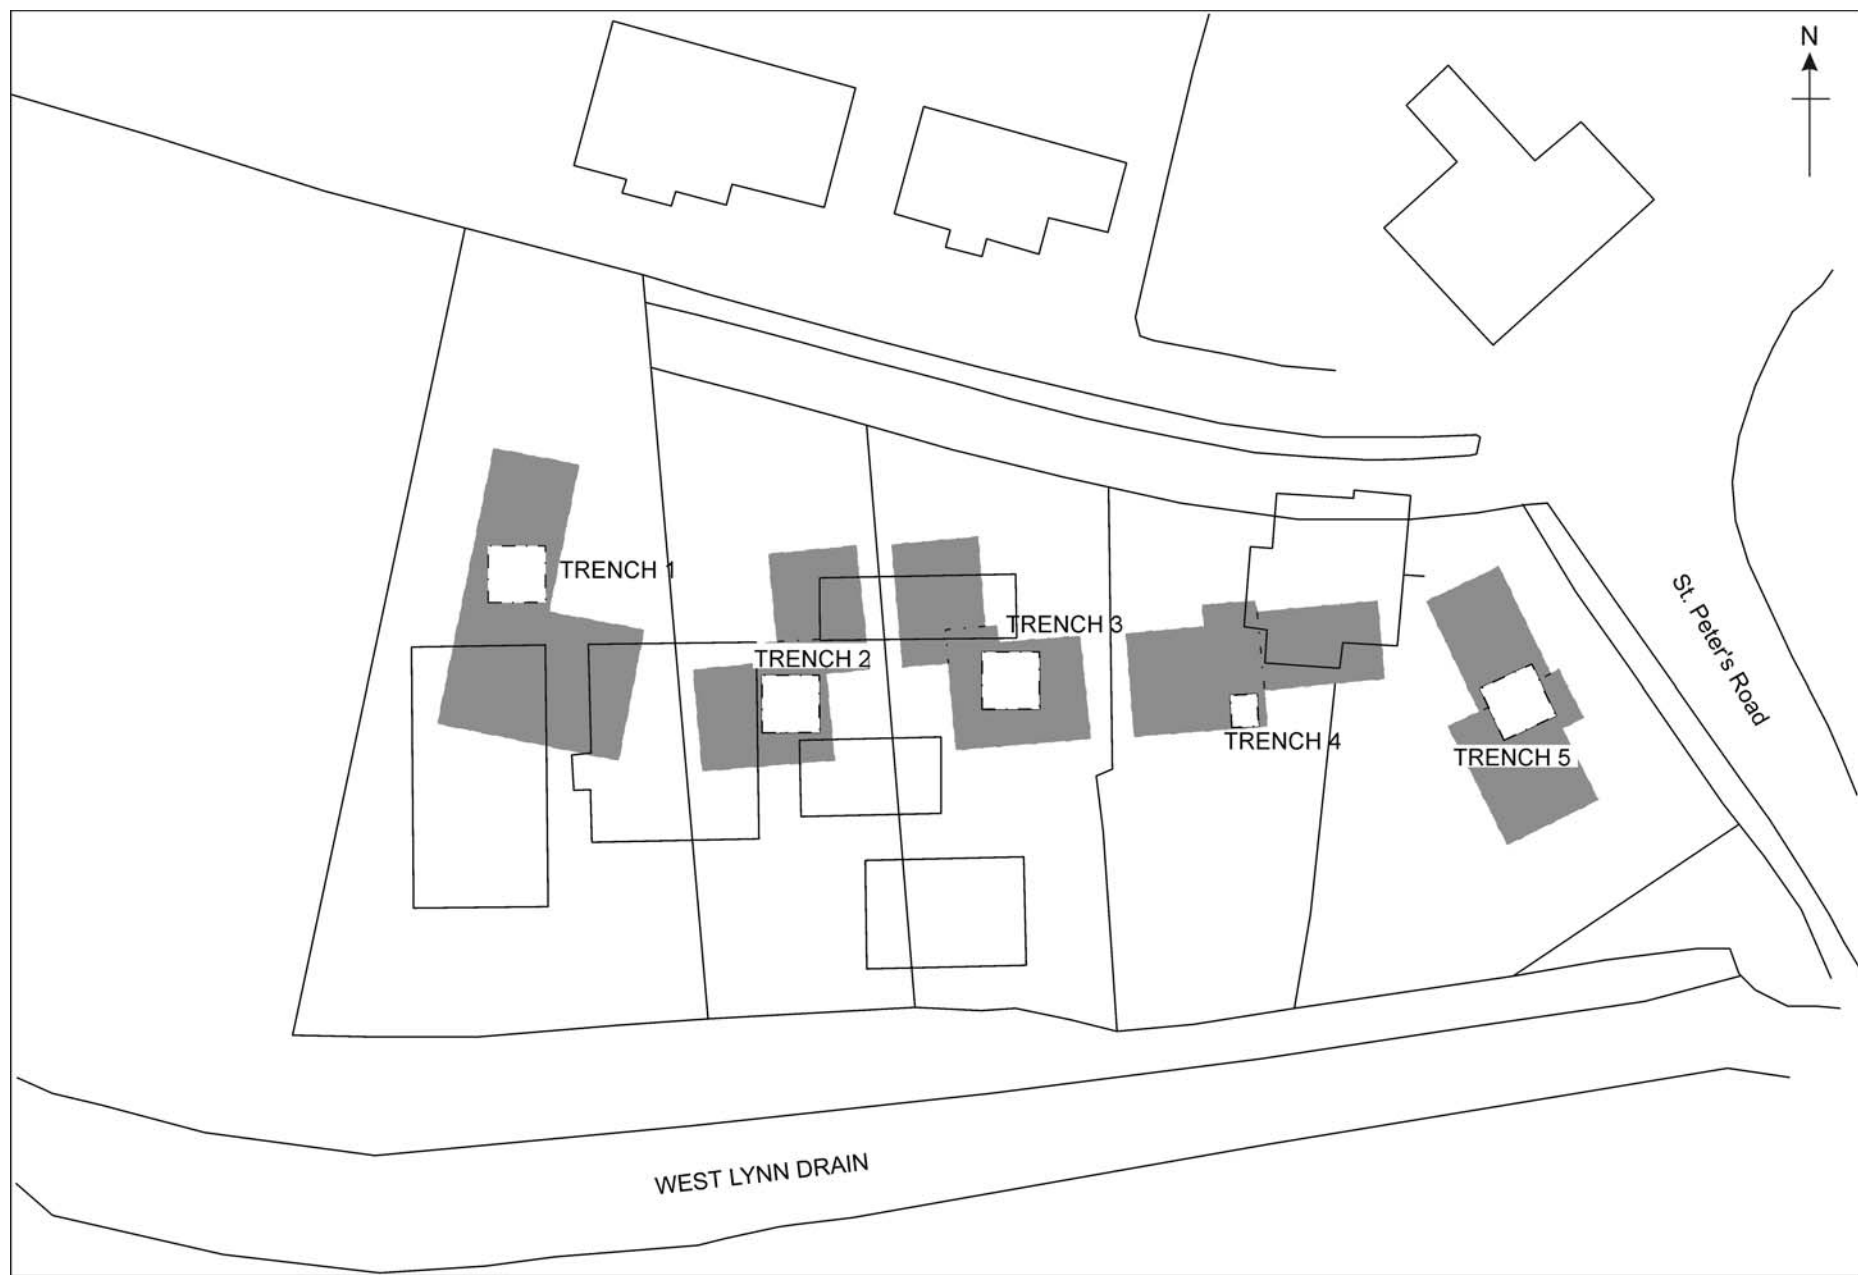 N
TRENCH 1
TRENCH 2
TRENCH 3
TRENCH 4
TRENCH 5
St. Peter's Road
WEST LYNN DRAIN